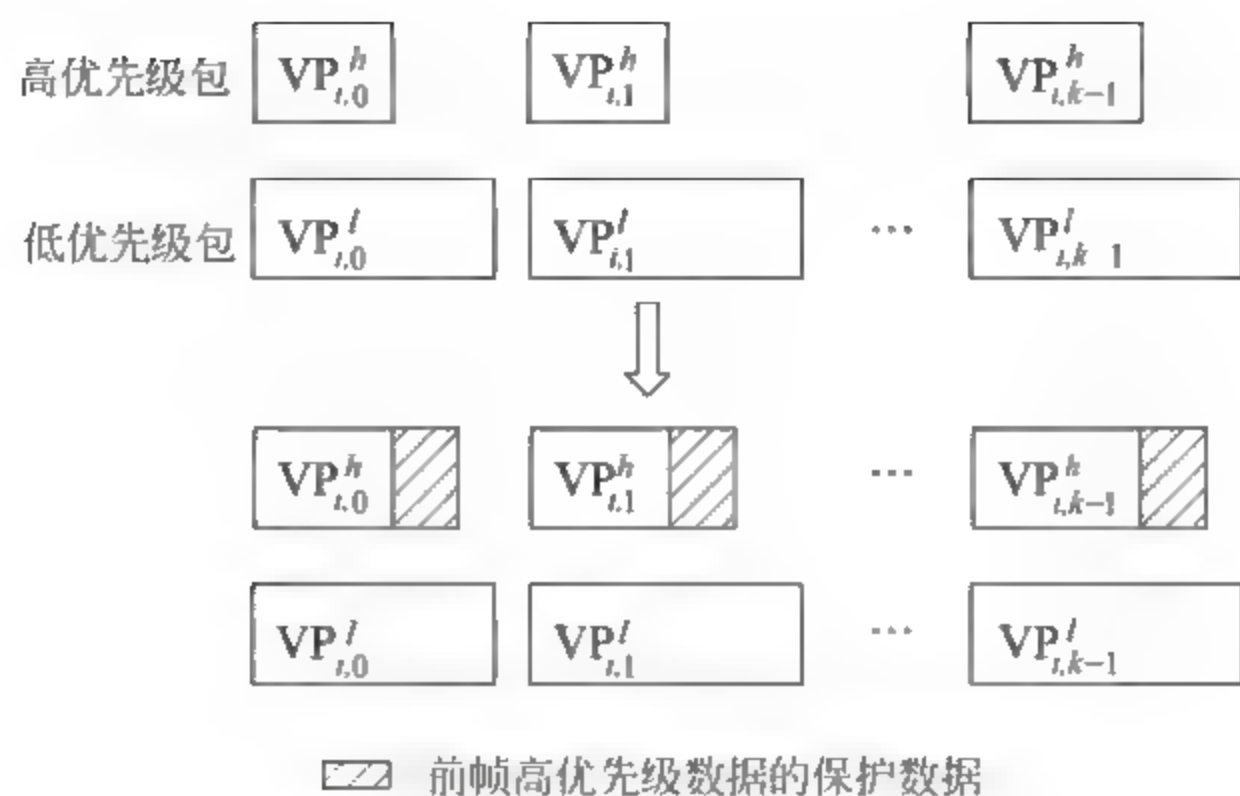 高优先级包 VP^h_{i,0} VP^h_{i,1} VP^h_{i,k-1}
低优先级包 VP^l_{i,0} VP^l_{i,1} … VP^l_{i,k-1}
VP^h_{i,0} VP^h_{i,1} … VP^h_{i,k-1}
VP^l_{i,0} VP^l_{i,1} … VP^l_{i,k-1}
前帧高优先级数据的保护数据